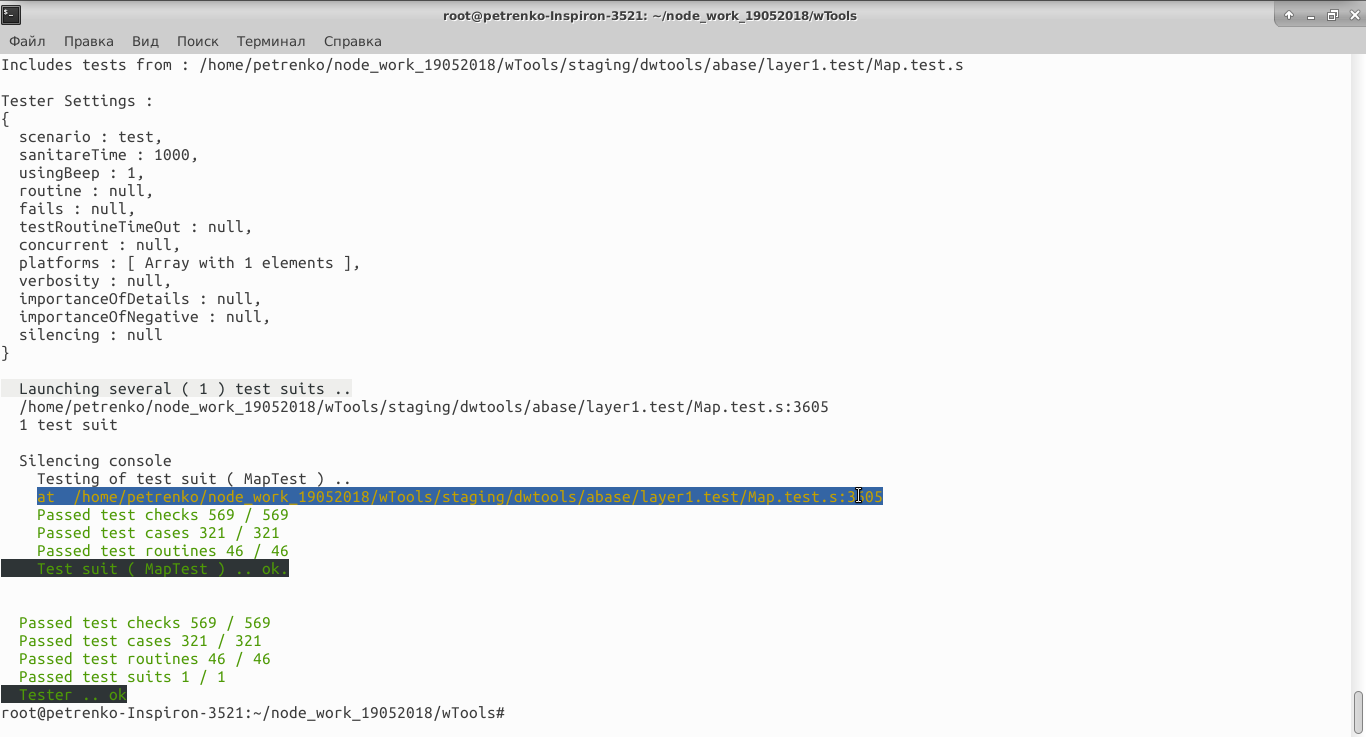 root@petrenko-Inspiron-3521: ~/node_work_19052018/wTools
Файл Правка Вид Поиск Терминал Справка
Includes tests from : /home/petrenko/node_work_19052018/wTools/staging/dwtools/abase/layer1.test/Map.test.s
Tester Settings :
{
scenario : test,
sanitareTime : 1000,
usingBeep : 1,
routine : null,
fails : null,
testRoutineTimeOut : null,
concurrent : null,
platforms : [ Array with 1 elements ],
verbosity : null,
importanceOfDetails : null,
importanceOfNegative : null,
silencing : null
}
Launching several ( 1 ) test suits ..
/home/petrenko/node_work_19052018/wTools/staging/dwtools/abase/layer1.test/Map.test.s:3605
1 test suit
Silencing console
Testing of test suit ( MapTest ) ..
at  /home/petrenko/node_work_19052018/wTools/staging/dwtools/abase/layer1.test/Map.test.s:3605
Passed test checks 569 / 569
Passed test cases 321 / 321
Passed test routines 46 / 46
Test suit ( MapTest ) .. ok.
Passed test checks 569 / 569
Passed test cases 321 / 321
Passed test routines 46 / 46
Passed test suits 1 / 1
Tester .. ok
root@petrenko-Inspiron-3521:~/node_work_19052018/wTools#